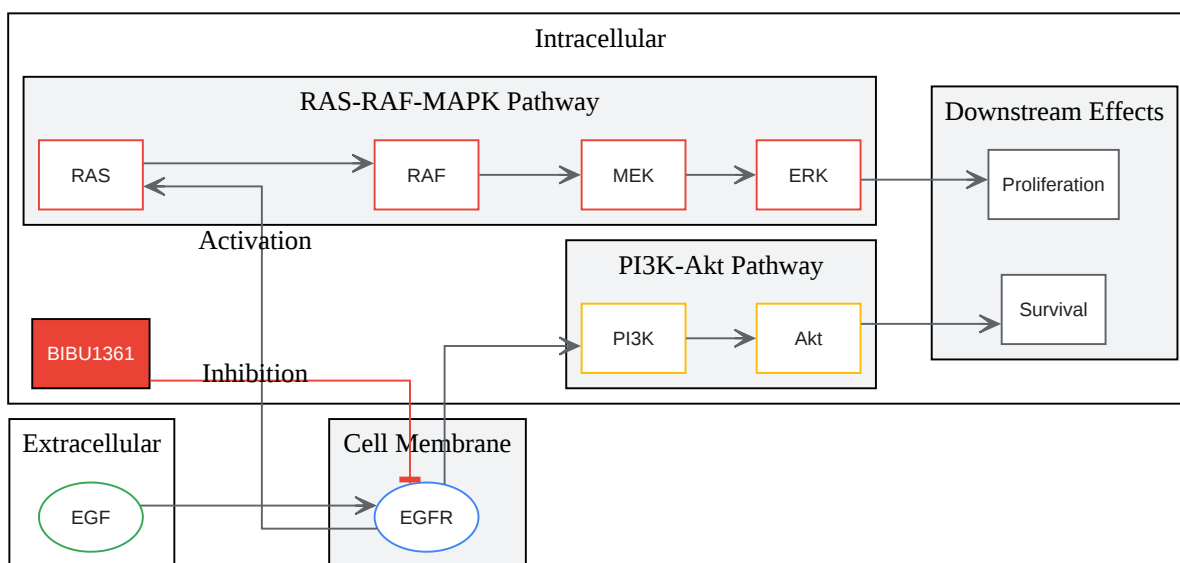 Intracellular
RAS-RAF-MAPK Pathway
Downstream Effects
RAS
RAF
MEK
ERK
Proliferation
Activation
PI3K-Akt Pathway
Survival
BIBU1361
PI3K
Akt
Inhibition
Extracellular
Cell Membrane
EGF
EGFR